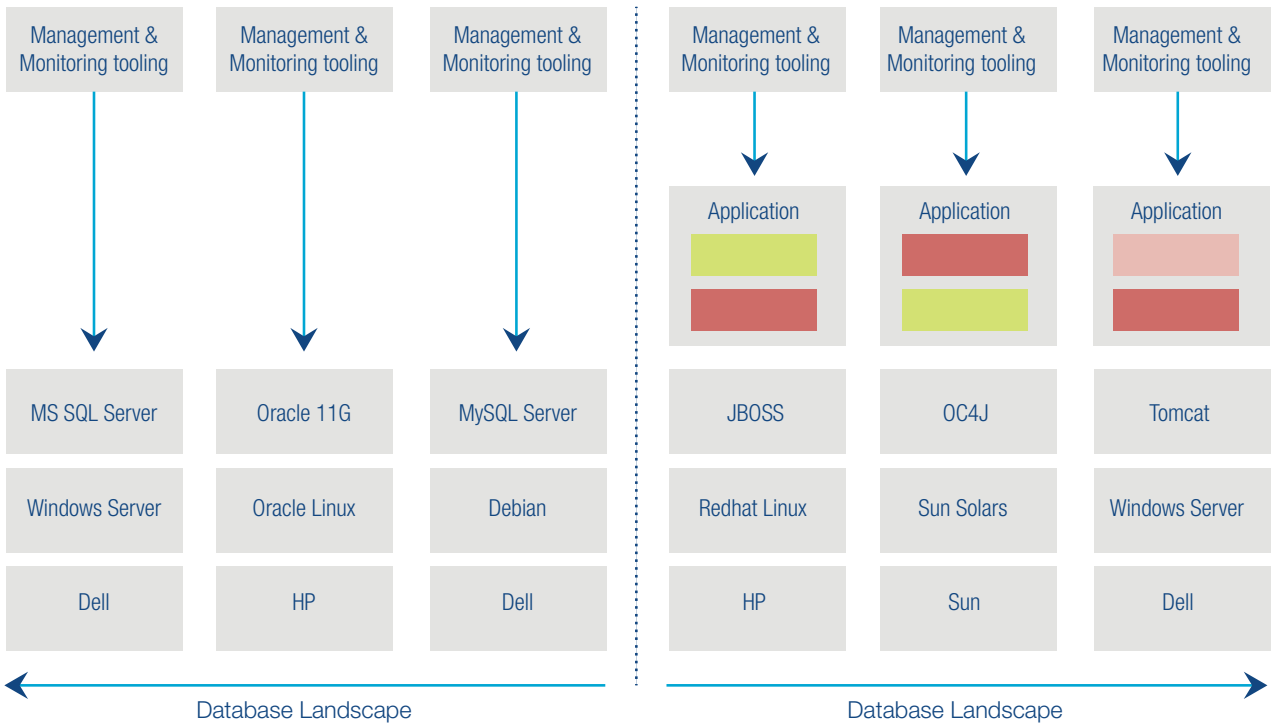 Management &
Monitoring tooling
Management &
Monitoring tooling
Management &
Monitoring tooling
Management &
Monitoring tooling
Management &
Monitoring tooling
Management &
Monitoring tooling
Application
Application
Application
MS SQL Server
Oracle 11G
MySQL Server
JBOSS
OC4J
Tomcat
Windows Server
Oracle Linux
Debian
Redhat Linux
Sun Solars
Windows Server
Dell
HP
Dell
HP
Sun
Dell
Database Landscape
Database Landscape